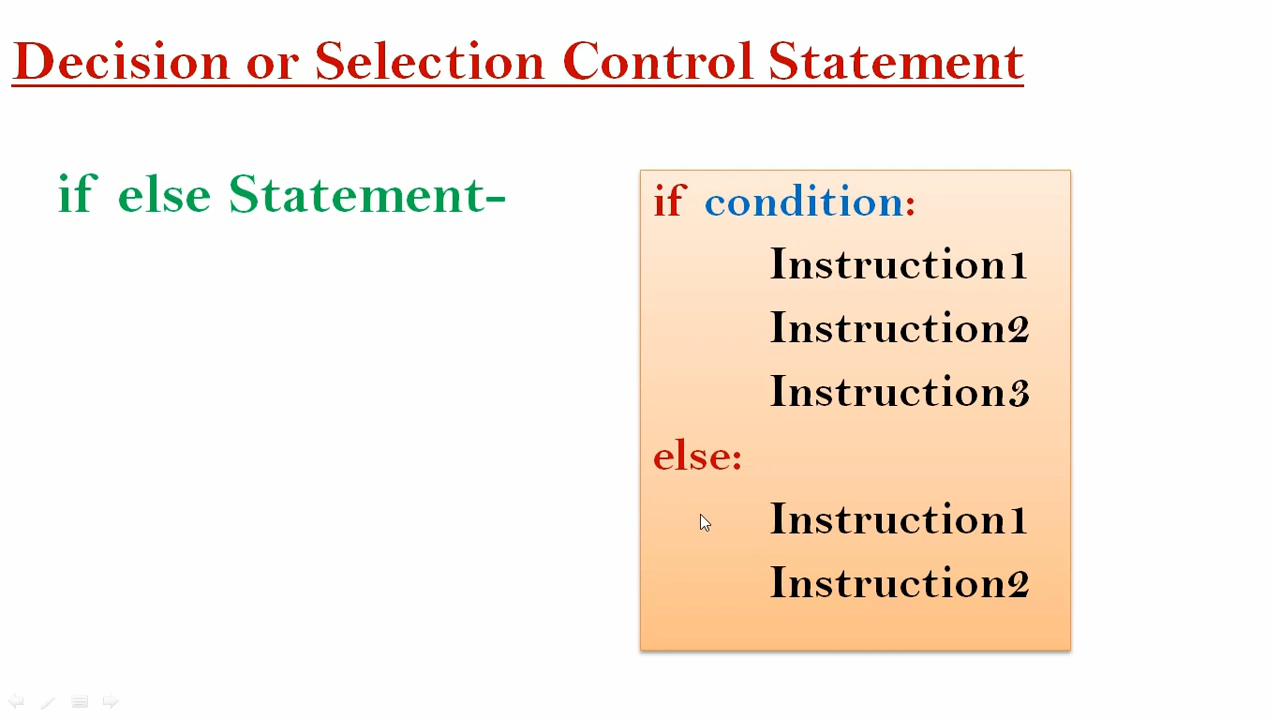 Decision or Selection Control Statement
if else Statement-
if condition:
Instruction1
Instruction2
Instruction3
else:
Instruction1
Instruction2